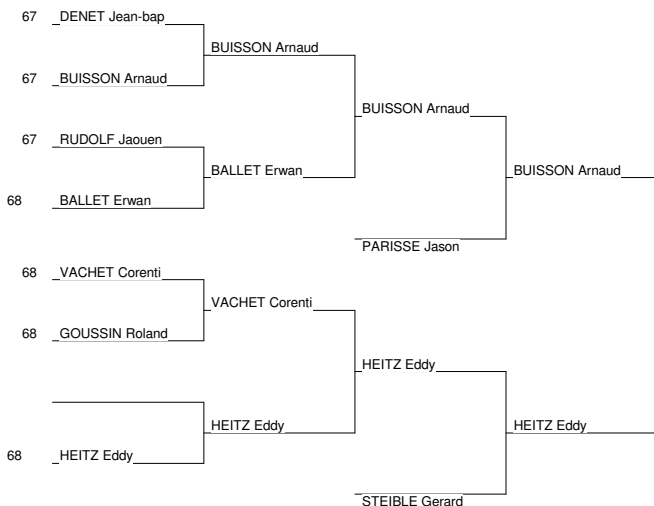 67 DENET Jean-bap
BUISSON Arnaud
67 BUISSON Arnaud
BUISSON Arnaud
67 RUDOLF Jaouen
BALLET Erwan
BUISSON Arnaud
68 BALLET Erwan
PARISSE Jason
68 VACHET Corenti
VACHET Corenti
68 GOUSSIN Roland
HEITZ Eddy
HEITZ Eddy
HEITZ Eddy
68 HEITZ Eddy
STEIBLE Gerard